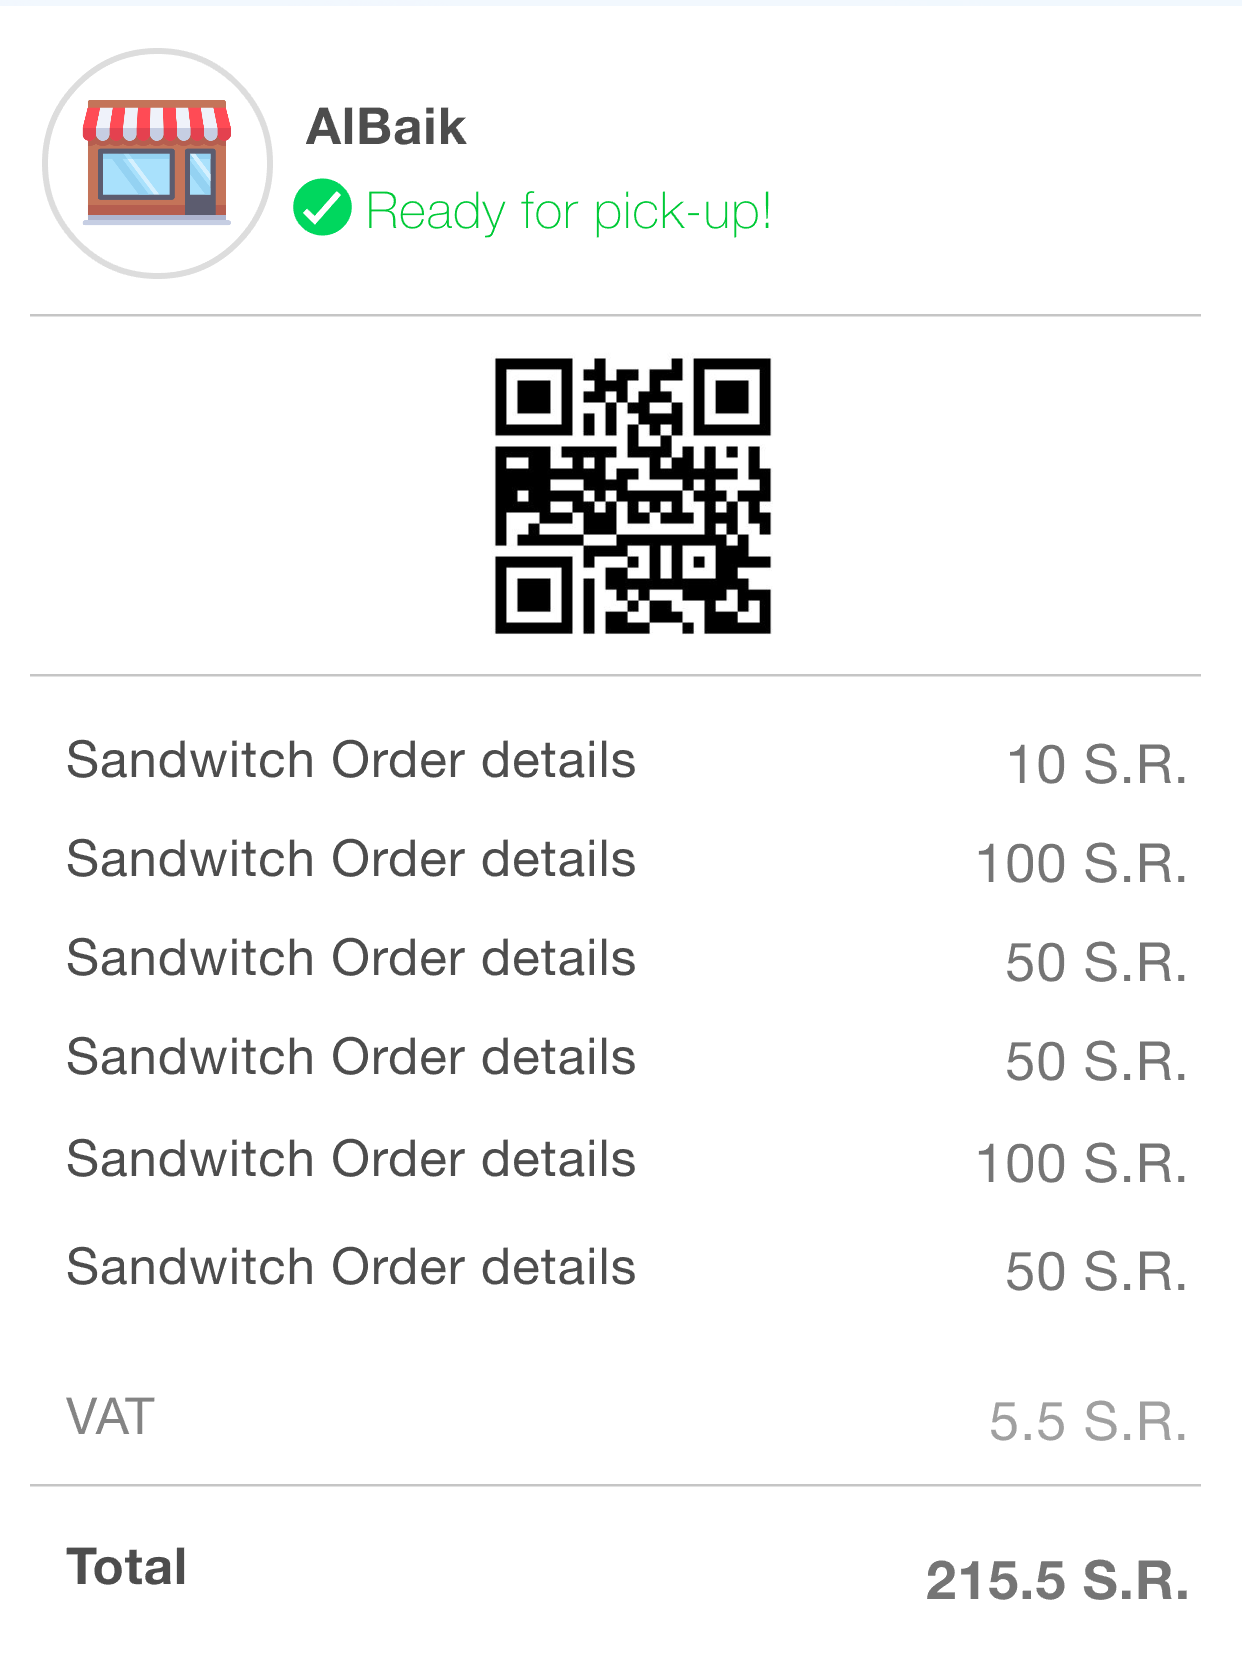 AlBaik
Ready for pick-up!
Sandwitch Order details 10 S.R.
Sandwitch Order details 100 S.R.
Sandwitch Order details 50 S.R.
Sandwitch Order details 50 S.R.
Sandwitch Order details 100 S.R.
Sandwitch Order details 50 S.R.
VAT 5.5 S.R.
Total 215.5 S.R.